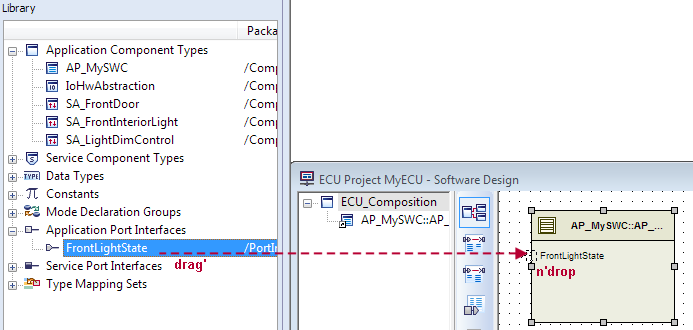 Library
Packa
Application Component Types
AP_MySWC /Comp
IoHwAbstraction /Comp
SA_FrontDoor /Comp
SA_FrontInteriorLight /Comp
SA_LightDimControl /Comp
Service Component Types
TYPE Data Types
Constants
Mode Declaration Groups
Application Port Interfaces
FrontLightState /PortIn
Service Port Interfaces
drag'
Type Mapping Sets
ECU Project MyECU - Software Design
ECU_Composition
AP_MySWC::AP_
AP_MySWC::AP_...
FrontLightState
n'drop